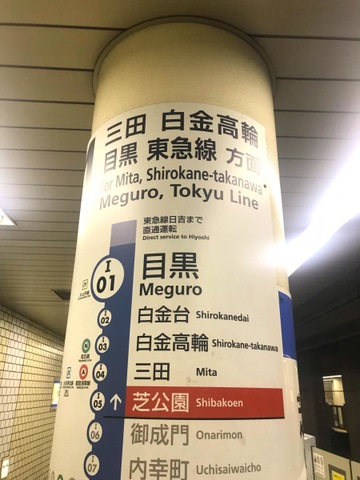 三田 白金高輪
目黒 東急線 方面
for Mita, Shirokane-takanawa
Meguro, Tokyu Line
東急線日吉まで
直通運転
Direct service to Hiyoshi
I 01 目黒 Meguro
I 02 白金台 Shirokanedai
I 03 白金高輪 Shirokane-takanawa
I 04 三田 Mita
I 05 芝公園 Shibakoen
I 06 御成門 Onarimon
I 07 内幸町 Uchisaiwaicho